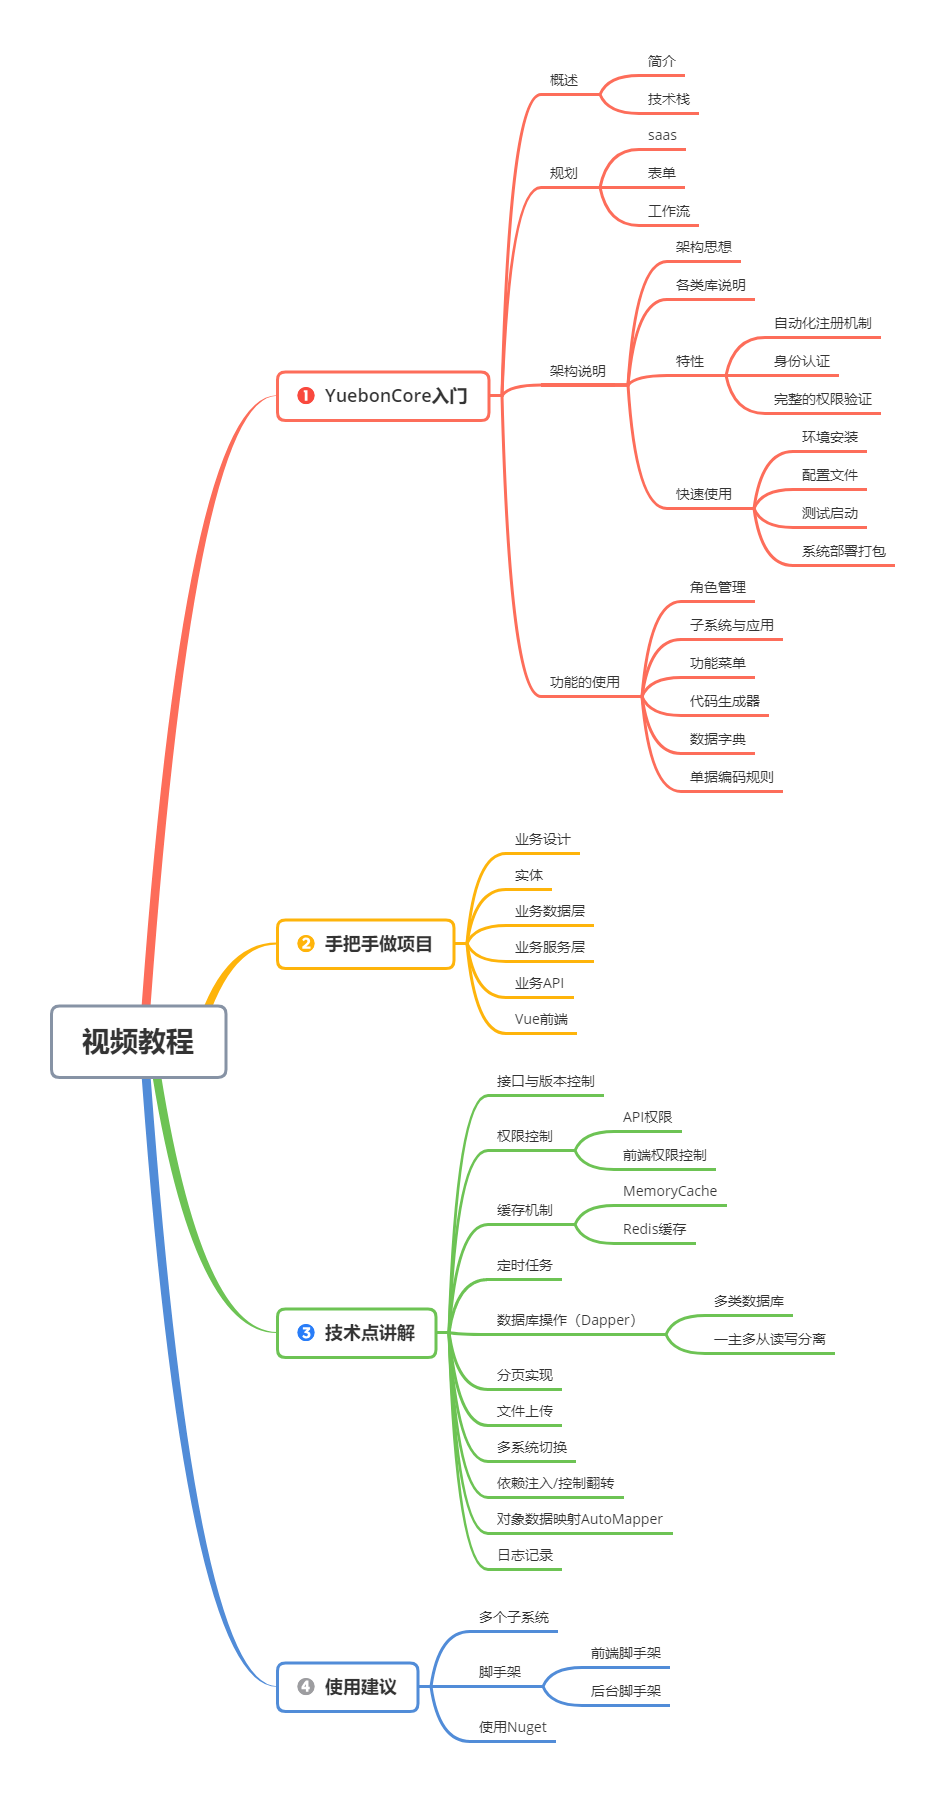 视频教程
1 YuebonCore入门
概述
简介
技术栈
规划
saas
表单
工作流
架构说明
架构思想
各类库说明
特性
自动化注册机制
身份认证
完整的权限验证
快速使用
环境安装
配置文件
测试启动
系统部署打包
功能的使用
角色管理
子系统与应用
功能菜单
代码生成器
数据字典
单据编码规则
2 手把手做项目
业务设计
实体
业务数据层
业务服务层
业务API
Vue前端
3 技术点讲解
接口与版本控制
权限控制
API权限
前端权限控制
缓存机制
MemoryCache
Redis缓存
定时任务
数据库操作（Dapper）
多类数据库
一主多从读写分离
分页实现
文件上传
多系统切换
依赖注入/控制翻转
对象数据映射AutoMapper
日志记录
4 使用建议
多个子系统
脚手架
前端脚手架
后台脚手架
使用Nuget